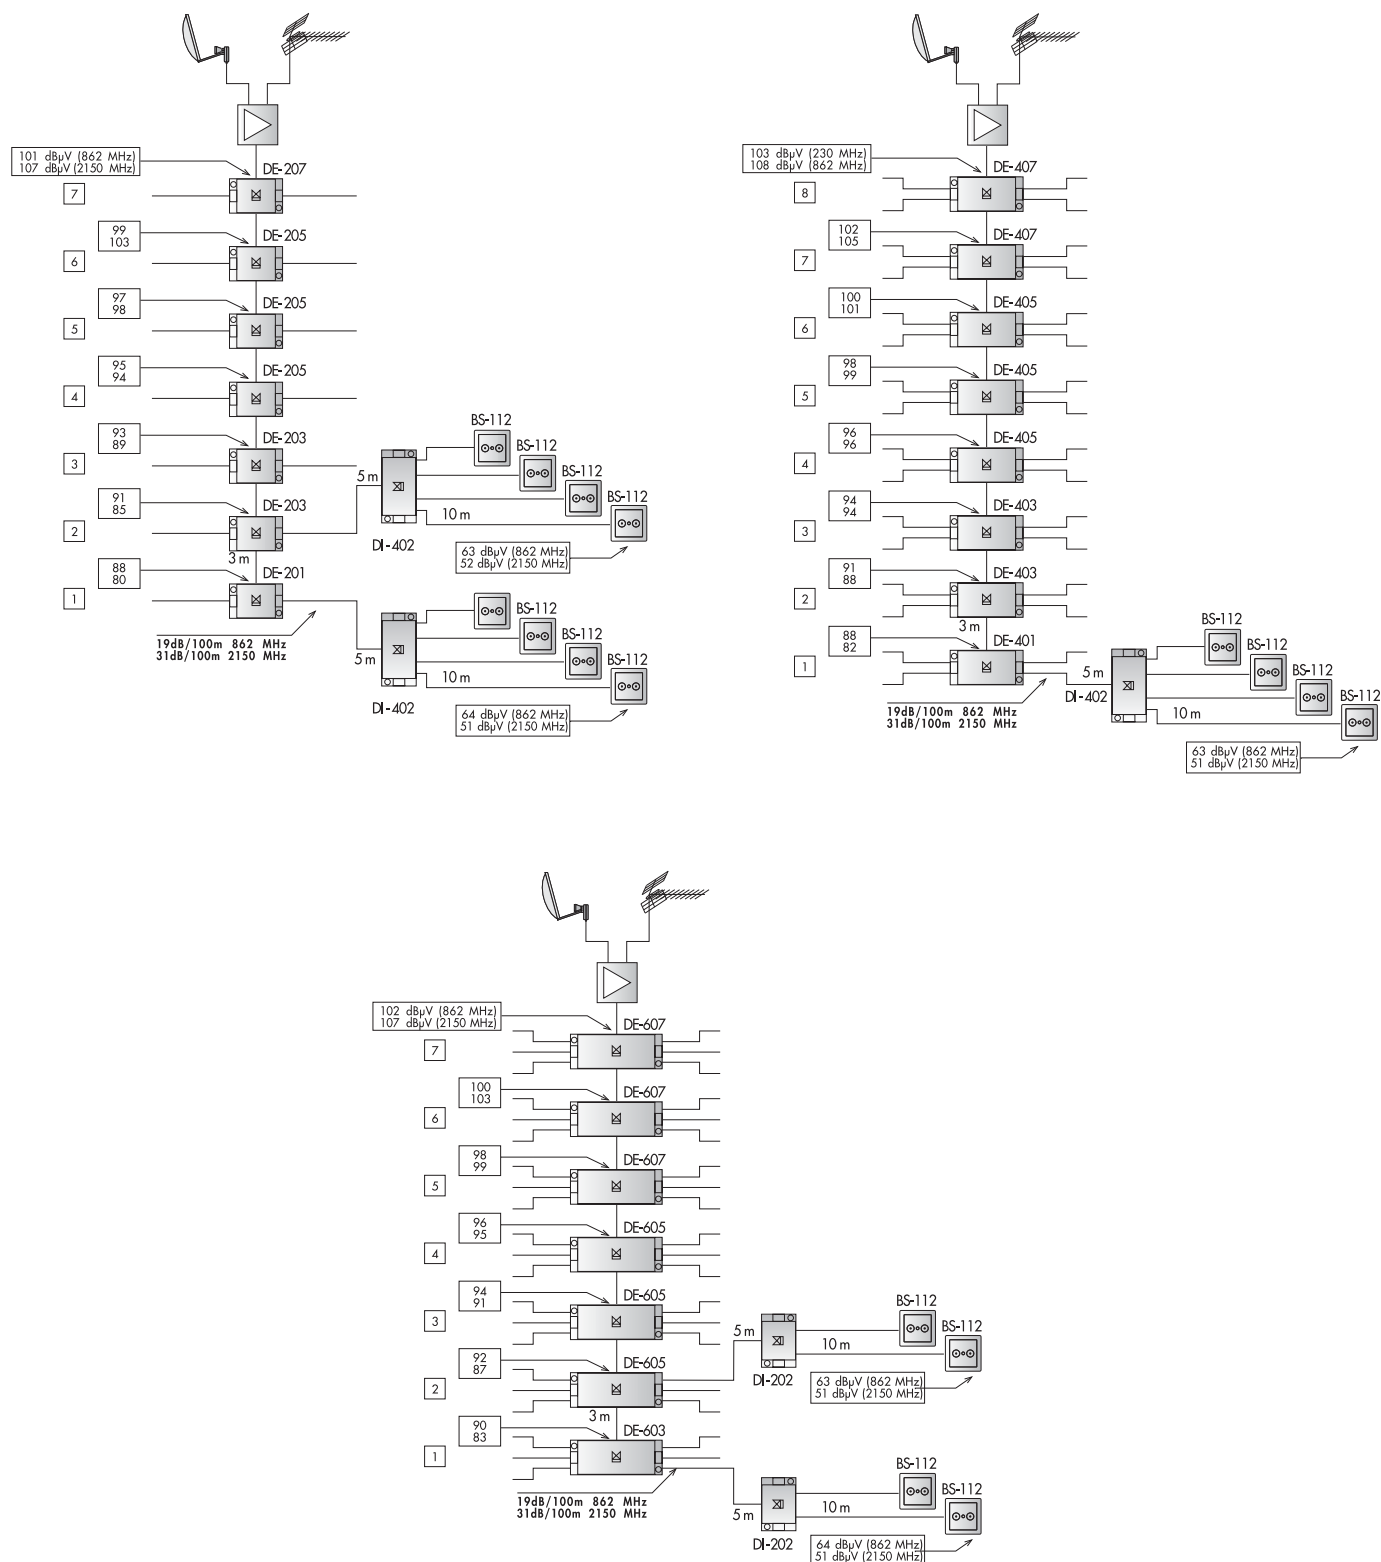 101 dBµV (862 MHz)
107 dBµV (2150 MHz)
DE-207
7
99
103
DE-205
6
97
98
DE-205
5
95
94
DE-205
4
93
89
DE-203
3
91
85
DE-203
2
3 m
88
80
DE-201
1
19dB/100m 862 MHz
31dB/100m 2150 MHz
5 m
DI-402
BS-112
BS-112
BS-112
BS-112
10 m
63 dBµV (862 MHz)
52 dBµV (2150 MHz)
5 m
DI-402
BS-112
BS-112
BS-112
10 m
64 dBµV (862 MHz)
51 dBµV (2150 MHz)
103 dBµV (230 MHz)
108 dBµV (862 MHz)
DE-407
8
102
105
DE-407
7
100
101
DE-405
6
98
99
DE-405
5
96
96
DE-405
4
94
94
DE-403
3
91
88
DE-403
2
3 m
88
82
DE-401
1
19dB/100m 862 MHz
31dB/100m 2150 MHz
5 m
DI-402
BS-112
BS-112
BS-112
BS-112
10 m
63 dBµV (862 MHz)
51 dBµV (2150 MHz)
102 dBµV (862 MHz)
107 dBµV (2150 MHz)
DE-607
7
100
103
DE-607
6
98
99
DE-607
5
96
95
DE-605
4
94
91
DE-605
3
92
87
DE-605
2
3 m
90
83
DE-603
1
19dB/100m 862 MHz
31dB/100m 2150 MHz
5 m
DI-202
BS-112
BS-112
10 m
63 dBµV (862 MHz)
51 dBµV (2150 MHz)
5 m
DI-202
BS-112
BS-112
10 m
64 dBµV (862 MHz)
51 dBµV (2150 MHz)